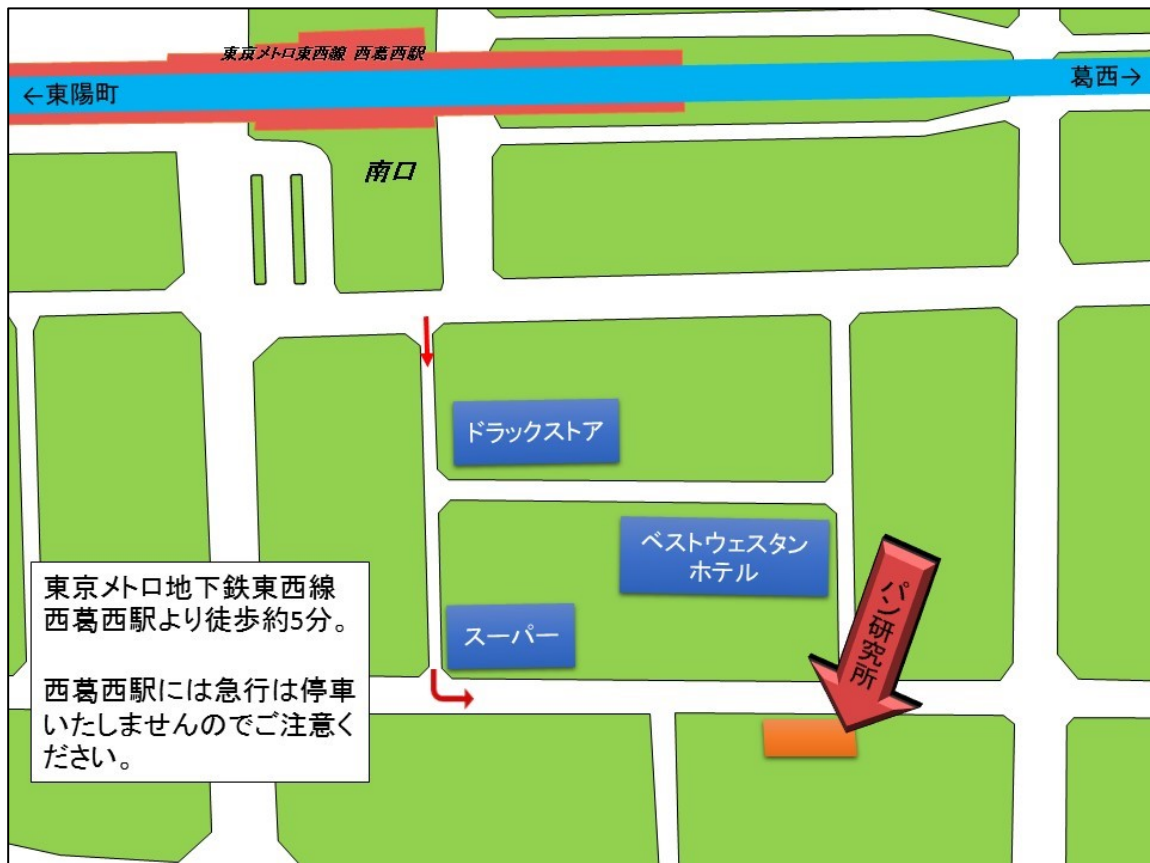 東京メトロ東西線 西葛西駅
←東陽町
葛西→
南口
ドラックストア
ベストウェスタン
ホテル
スーパー
パン研究所
東京メトロ地下鉄東西線
西葛西駅より徒歩約5分。
西葛西駅には急行は停車
いたしませんのでご注意く
ださい。